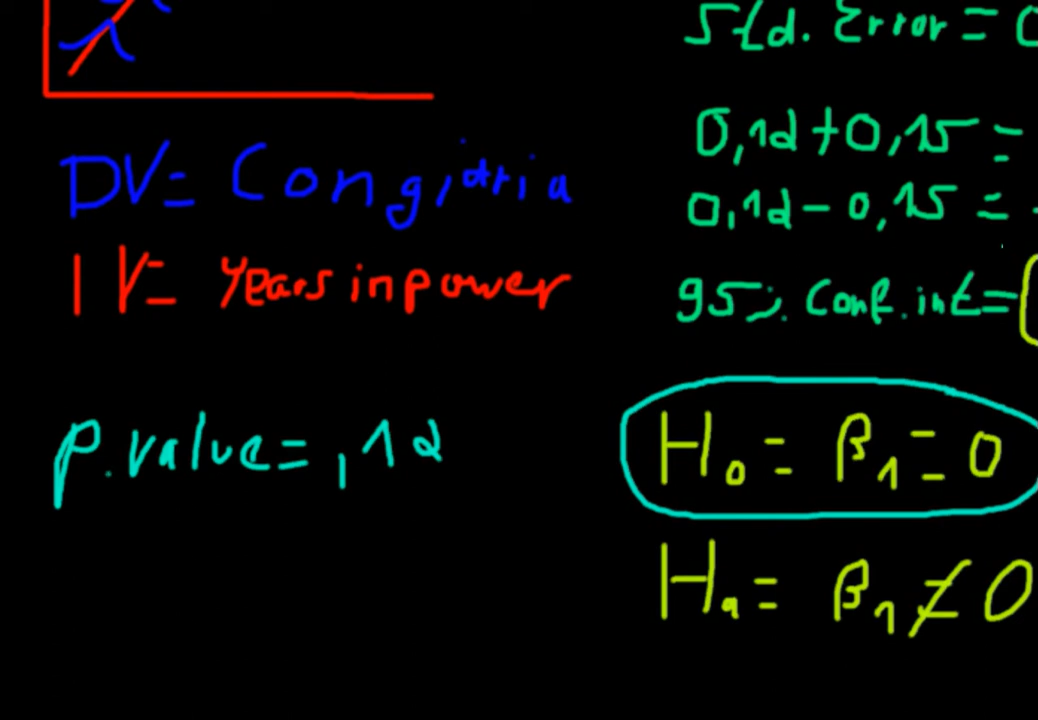 Std. Error = 0
0,12+0,15=
0,12-0,15=-
DV= Congiaria
IV= Years in power
95%. Conf.int=
p.value=,12
H0= β1=0
Ha= β1≠0